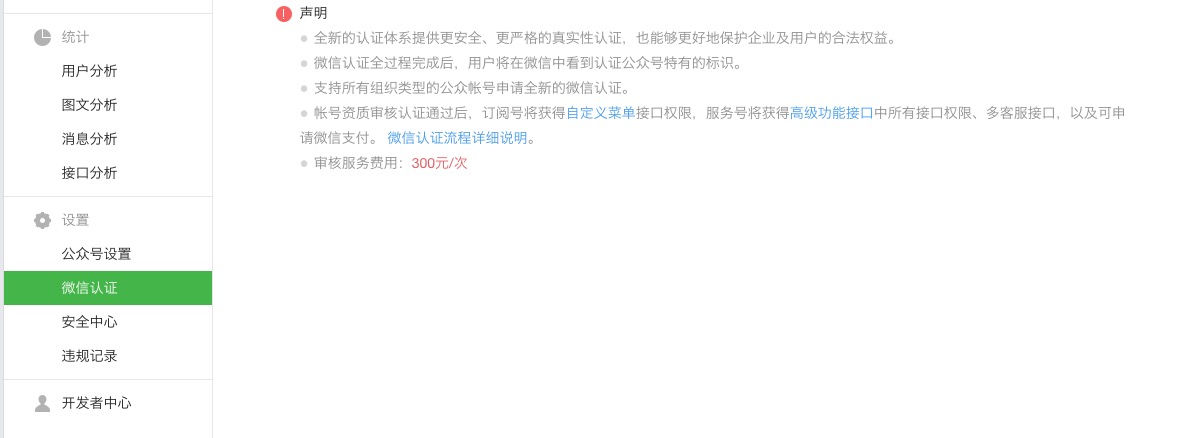 统计
用户分析
图文分析
消息分析
接口分析
设置
公众号设置
微信认证
安全中心
违规记录
开发者中心
声明
全新的认证体系提供更安全、更严格的真实性认证，也能够更好地保护企业及用户的合法权益。
微信认证全过程完成后，用户将在微信中看到认证公众号特有的标识。
支持所有组织类型的公众帐号申请全新的微信认证。
帐号资质审核认证通过后，订阅号将获得自定义菜单接口权限，服务号将获得高级功能接口中所有接口权限、多客服接口，以及可申
请微信支付。 微信认证流程详细说明。
审核服务费用：300元/次